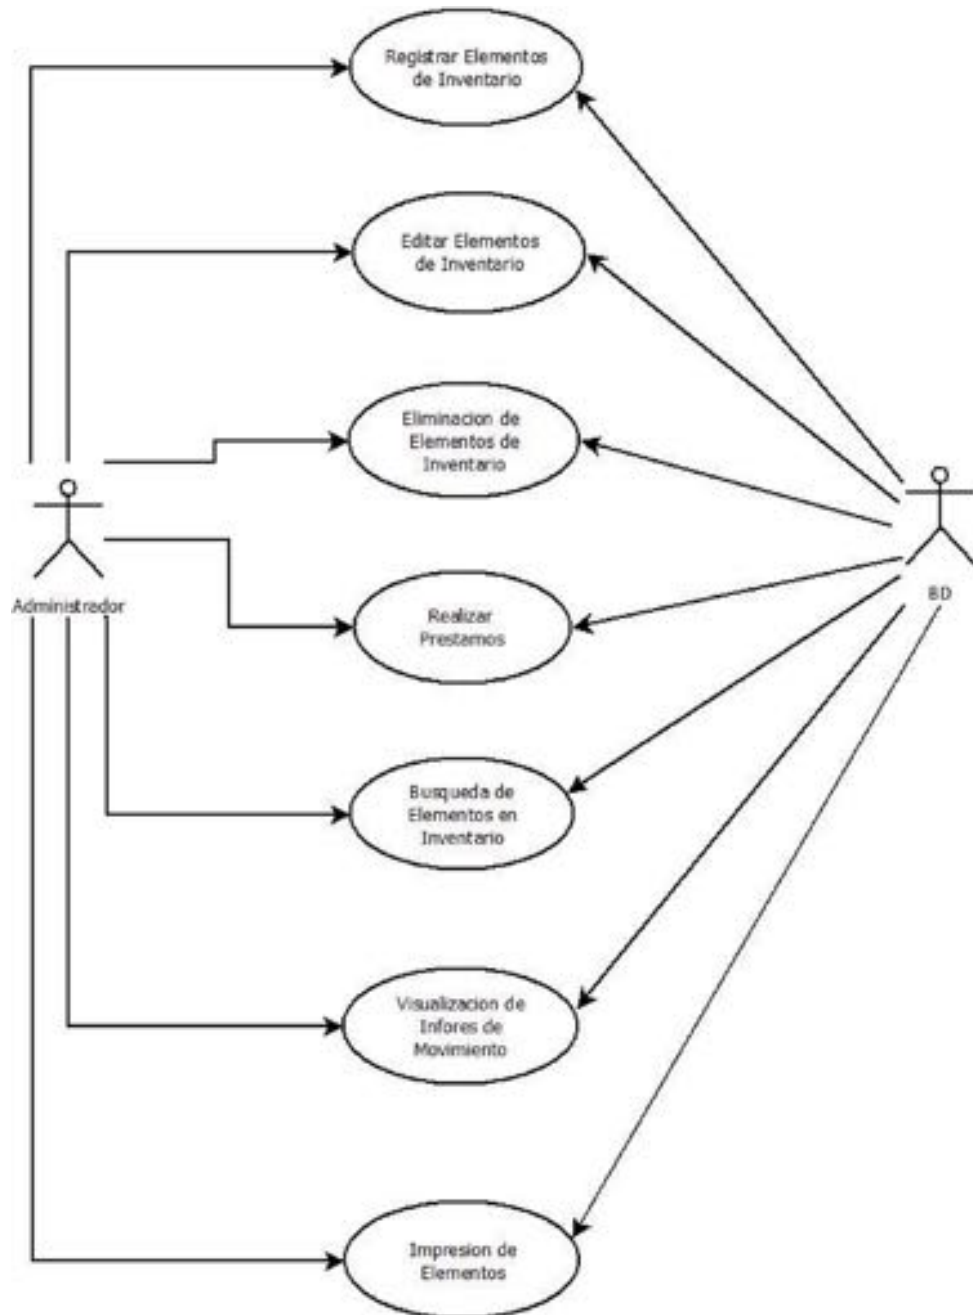 Registrar Elementos
de Inventario
Editar Elementos
de Inventario
Eliminacion de
Elementos de
Inventario
Administrador
BD
Realizar
Prestamos
Busqueda de
Elementos en
Inventario
Visualizacion de
Infores de
Movimiento
Impresion de
Elementos